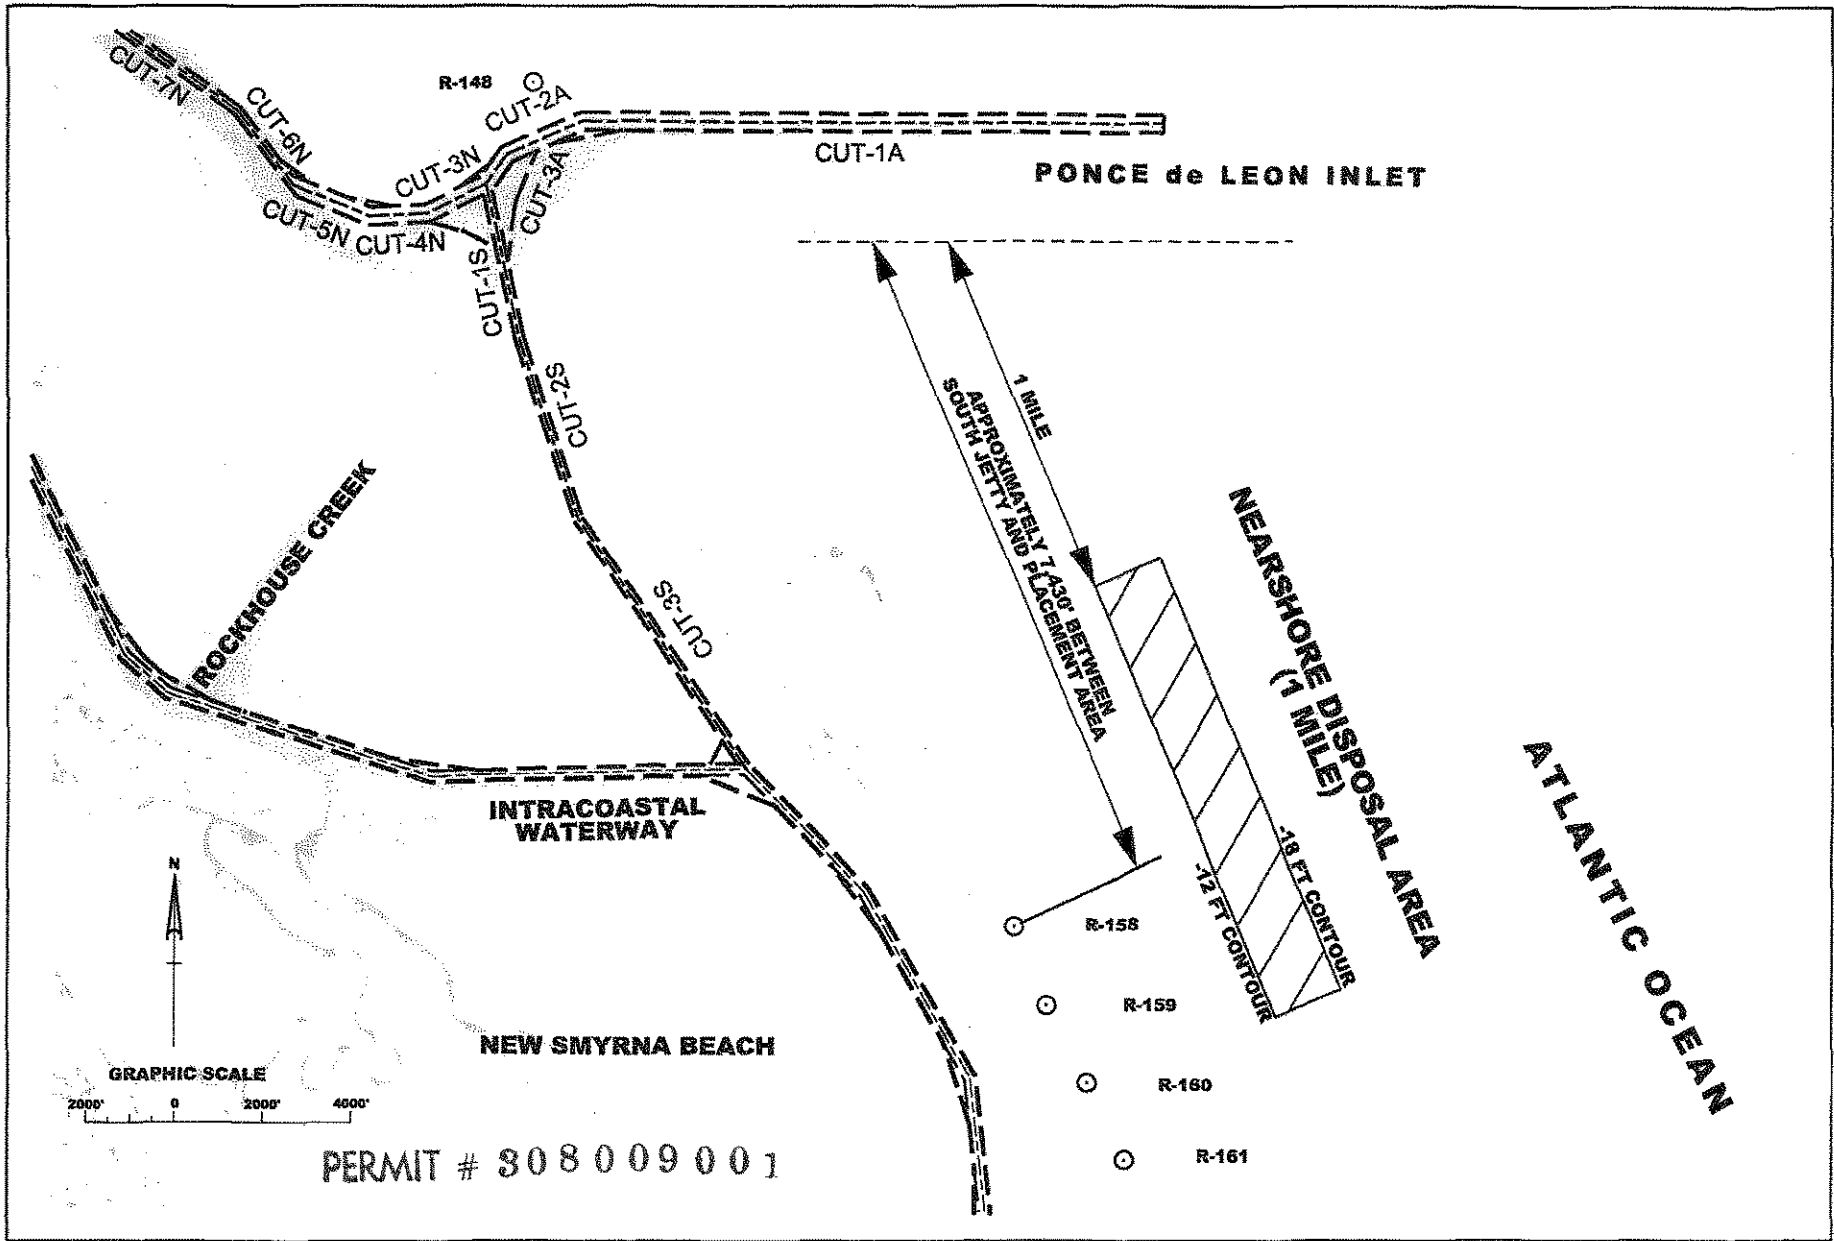 CUT-7N
CUT-6N
R-148
CUT-2A
CUT-3N
CUT-3A
CUT-1A
PONCE de LEON INLET
CUT-5N
CUT-4N
CUT-1S
CUT-2S
1 MILE
APPROXIMATELY 7,430' BETWEEN
SOUTH JETTY AND PLACEMENT AREA
ROCKHOUSE CREEK
CUT-3S
NEARSHORE DISPOSAL AREA
(1 MILE)
ATLANTIC OCEAN
INTRACOASTAL
WATERWAY
-12 FT CONTOUR
-18 FT CONTOUR
N
R-158
R-159
NEW SMYRNA BEACH
GRAPHIC SCALE
2000' 0 2000' 4000'
R-160
R-161
PERMIT # 808009001